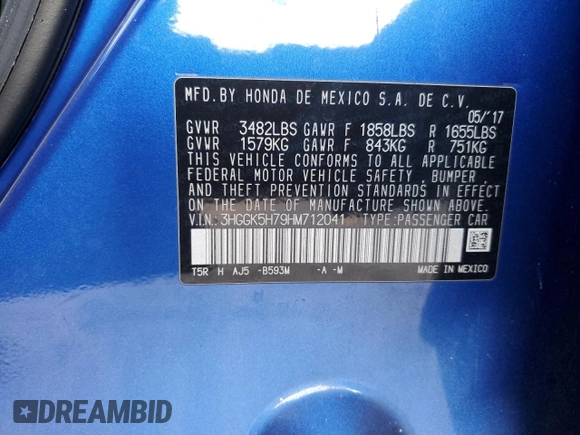 MFD.BY HONDA DE MEXICO S.A. DE C.V.
05/'17
GVWR 3482LBS GAWR F 1858LBS R 1655LBS
GVWR 1579KG GAWR F 843KG R 751KG
THIS VEHICLE CONFORMS TO ALL APPLICABLE
FEDERAL MOTOR VEHICLE SAFETY , BUMPER ,
AND THEFT PREVENTION STANDARDS IN EFFECT
ON THE DATE OF MANUFACTURE SHOWN ABOVE.
V.I.N.: 3HGGK5H79HM712041 TYPE:PASSENGER CAR
T5R H AJ5 -B593M -A -M MADE IN MEXICO
DREAMBID